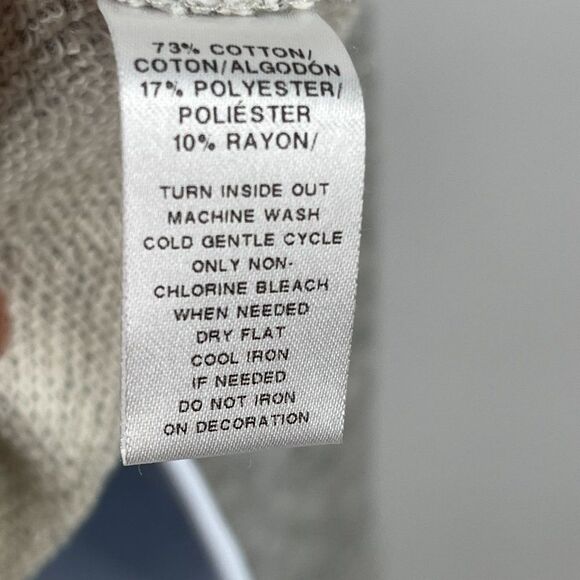 73% COTTON/
COTON/ALGODÓN
17% POLYESTER/
POLIÉSTER
10% RAYON/
TURN INSIDE OUT
MACHINE WASH
COLD GENTLE CYCLE
ONLY NON-
CHLORINE BLEACH
WHEN NEEDED
DRY FLAT
COOL IRON
IF NEEDED
DO NOT IRON
ON DECORATION